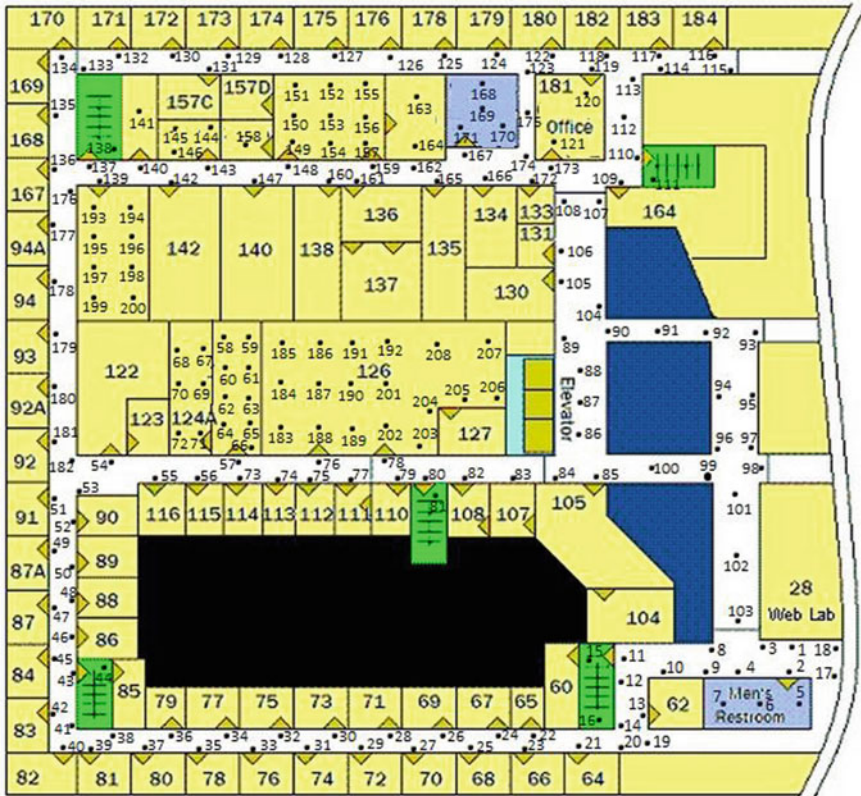 170 171 172 173 174 175 176 178 179 180 182 183 184
134 133 132 130 131 129 128 127 126 125 124 122 123 118 119 117 114 116 115
169 135 157C 157D 151 152 155 163 168 181 120 113
168 141 145 144 158 150 153 156 169 175 Office 112
138 146 149 154 157 164 171 170 121 110
136 137 140 143 148 159 162 167 174 173
139 142 147 160 161 165 166 172 109 111
167 176 193 194 136 134 133 108 107 164
94A 177 195 196 142 140 138 135 131 106
94 178 197 198 137 130 105
199 200 104
93 179 122 68 67 58 59 185 186 191 192 208 207 89 90 91 92 93
92A 180 70 69 60 61 126 184 187 190 201 205 206 88 94 95
123 124A 62 63 204 Elevator 87
92 181 72 71 64 65 66 183 188 189 202 203 127 86 96 97
182 54 57 76 78 100 99 98
53 55 56 73 74 75 77 79 80 82 83 84 85
91 51 52 90 116 115 114 113 112 111 110 81 108 107 105 101
87A 49 50 89 102 28
87 48 47 88 104 103 Web Lab
46 86
84 45 43 44 85 60 15 11 8 3 1 18
79 77 71 69 67 65 12 10 9 4 2 17
83 42 41 16 13 14 62 7 Men's 6 5
Restroom
40 39 38 37 36 35 34 33 32 31 30 29 28 27 26 25 24 23 22 21 20 19
82 81 80 78 76 74 72 70 68 66 64